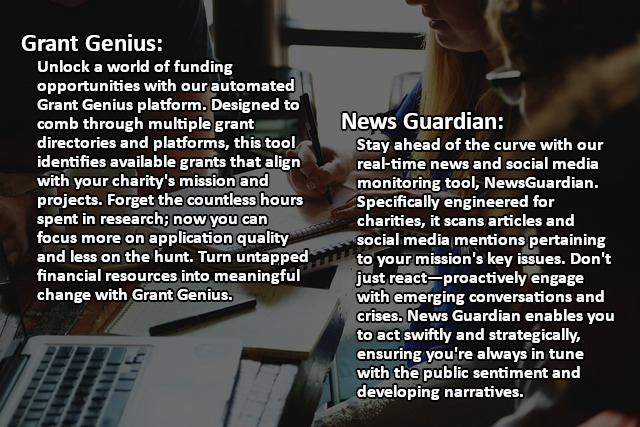 Grant Genius:
Unlock a world of funding
opportunities with our automated
Grant Genius platform. Designed to
comb through multiple grant
directories and platforms, this tool
identifies available grants that align
with your charity's mission and
projects. Forget the countless hours
spent in research; now you can
focus more on application quality
and less on the hunt. Turn untapped
financial resources into meaningful
change with Grant Genius.
News Guardian:
Stay ahead of the curve with our
real-time news and social media
monitoring tool, NewsGuardian.
Specifically engineered for
charities, it scans articles and
social media mentions pertaining
to your mission's key issues. Don't
just react—proactively engage
with emerging conversations and
crises. News Guardian enables you
to act swiftly and strategically,
ensuring you're always in tune
with the public sentiment and
developing narratives.